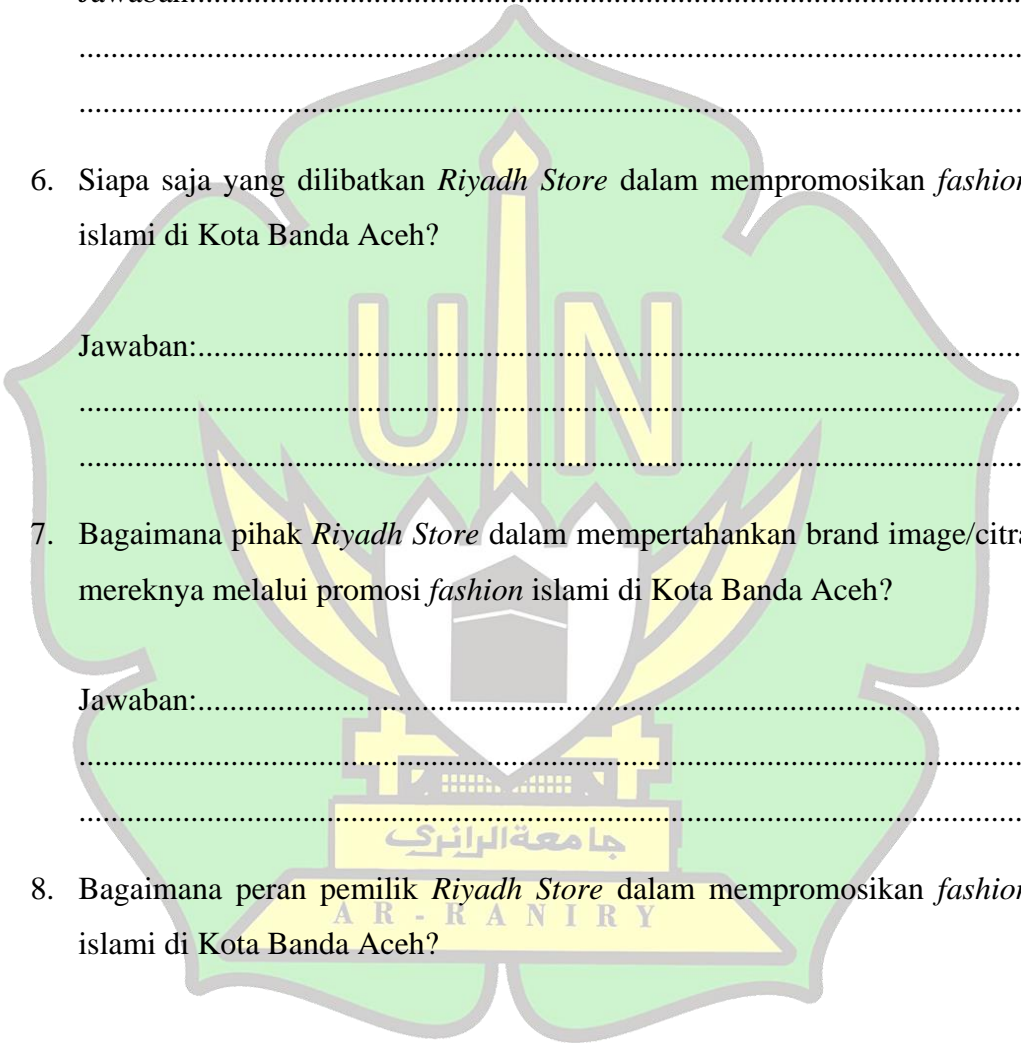 Jawaban:......................................................................................................
.....................................................................................................................
.....................................................................................................................
6. Siapa saja yang dilibatkan Riyadh Store dalam mempromosikan fashion
islami di Kota Banda Aceh?
UIN
Jawaban:......................................................................................................
.....................................................................................................................
.....................................................................................................................
7. Bagaimana pihak Riyadh Store dalam mempertahankan brand image/citra
mereknya melalui promosi fashion islami di Kota Banda Aceh?
Jawaban:......................................................................................................
.....................................................................................................................
.....................................................................................................................
جامعة الرانري
8. Bagaimana peran pemilik Riyadh Store dalam mempromosikan fashion
AR-RANIRY
islami di Kota Banda Aceh?